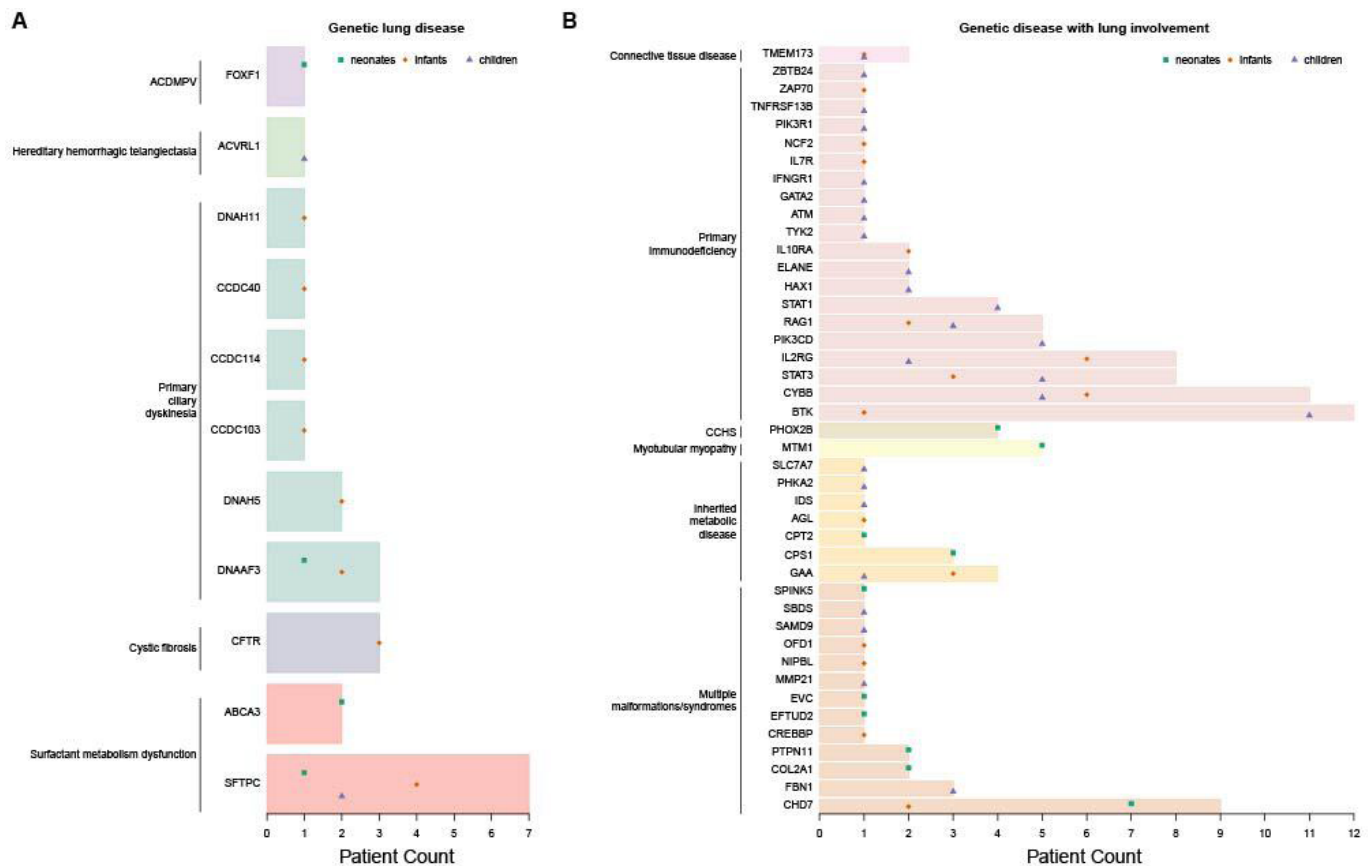 A
Genetic lung disease
neonates infants children
ACDMPV
FOXF1
Hereditary hemorrhagic telangiectasia
ACVRL1
DNAH11
CCDC40
CCDC114
Primary
ciliary
dyskinesia
CCDC103
DNAH5
DNAAF3
Cystic fibrosis
CFTR
ABCA3
Surfactant metabolism dysfunction
SFTPC
0 1 2 3 4 5 6 7
Patient Count
B
Genetic disease with lung involvement
neonates infants children
Connective tissue disease
TMEM173
ZBTB24
ZAP70
TNFRSF13B
PIK3R1
NCF2
IL7R
IFNGR1
GATA2
ATM
TYK2
Primary
immunodeficiency
IL10RA
ELANE
HAX1
STAT1
RAG1
PIK3CD
IL2RG
STAT3
CYBB
BTK
CCHS
PHOX2B
Myotubular myopathy
MTM1
SLC7A7
PHKA2
IDS
Inherited
metabolic
disease
AGL
CPT2
CPS1
GAA
SPINK5
SBDS
SAMD9
OFD1
NIPBL
MMP21
Multiple
malformations/syndromes
EVC
EFTUD2
CREBBP
PTPN11
COL2A1
FBN1
CHD7
0 1 2 3 4 5 6 7 8 9 10 11 12
Patient Count